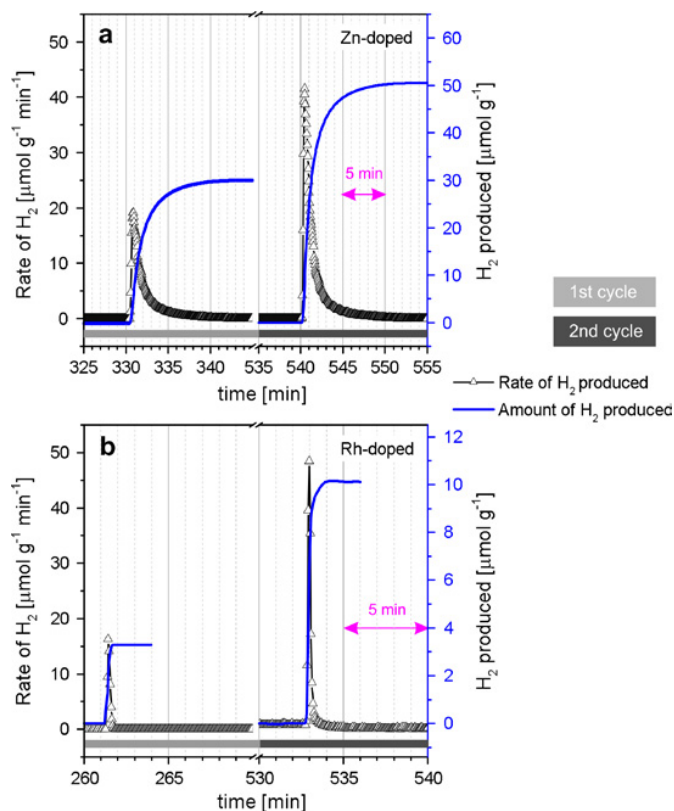 a
Zn-doped
Rate of H2 [μmol g-1 min-1]
50
40
30
20
10
0
60
50
40
30
20
10
0
H2 produced [μmol g-1]
5 min
325 330 335 340 535 540 545 550 555
time [min]
1st cycle
2nd cycle
Rate of H2 produced
Amount of H2 produced
b
Rh-doped
Rate of H2 [μmol g-1 min-1]
50
40
30
20
10
0
12
10
8
6
4
2
0
H2 produced [μmol g-1]
5 min
260 265 530 535 540
time [min]